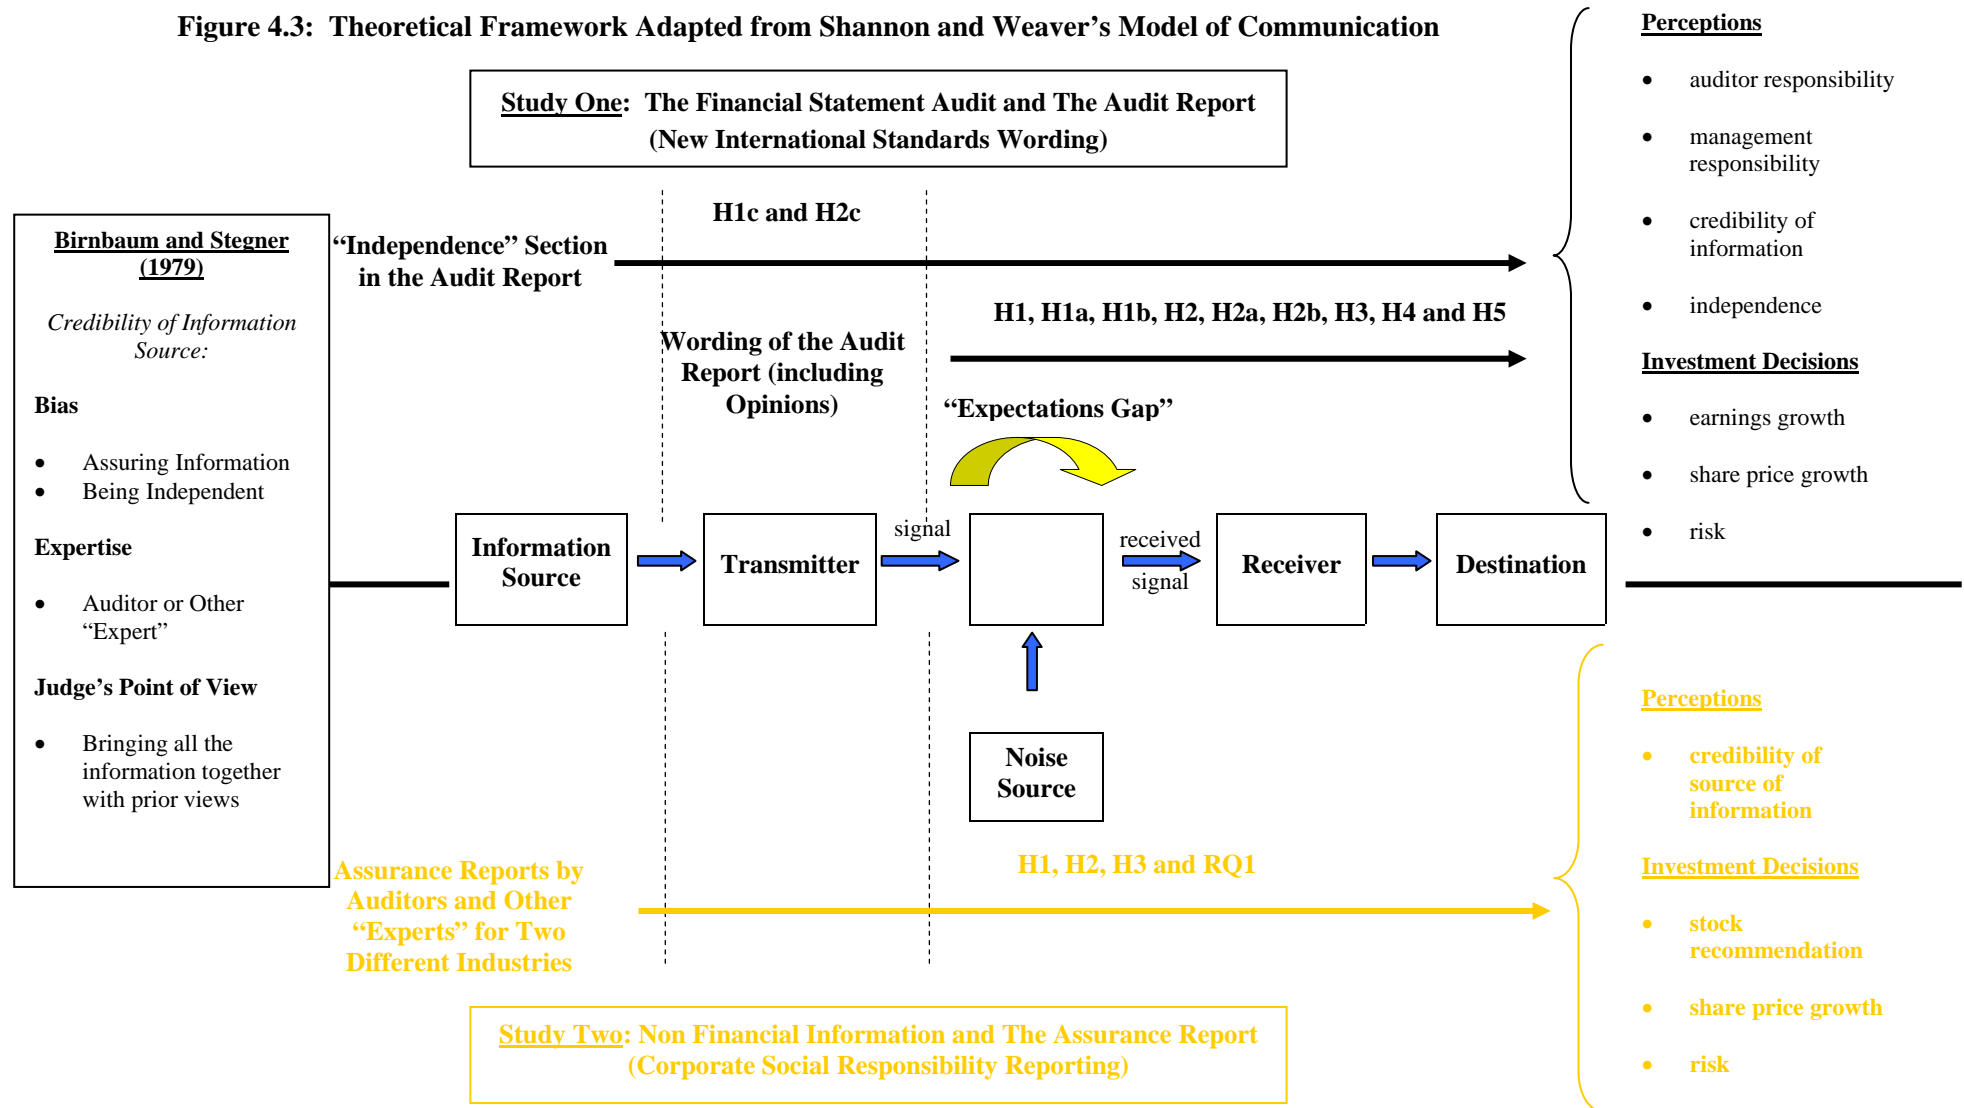 Figure 4.3:  Theoretical Framework Adapted from Shannon and Weaver’s Model of Communication
Study One:  The Financial Statement Audit and The Audit Report
(New International Standards Wording)
Birnbaum and Stegner
(1979)
Credibility of Information
Source:
Bias
• Assuring Information
• Being Independent
Expertise
• Auditor or Other
“Expert”
Judge’s Point of View
• Bringing all the
information together
with prior views
“Independence” Section
in the Audit Report
H1c and H2c
Wording of the Audit
Report (including
Opinions)
H1, H1a, H1b, H2, H2a, H2b, H3, H4 and H5
“Expectations Gap”
Information
Source
Transmitter
signal
received
signal
Receiver
Destination
Noise
Source
Perceptions
• auditor responsibility
• management
responsibility
• credibility of
information
• independence
Investment Decisions
• earnings growth
• share price growth
• risk
Assurance Reports by
Auditors and Other
“Experts” for Two
Different Industries
H1, H2, H3 and RQ1
Study Two: Non Financial Information and The Assurance Report
(Corporate Social Responsibility Reporting)
Perceptions
• credibility of
source of
information
Investment Decisions
• stock
recommendation
• share price growth
• risk